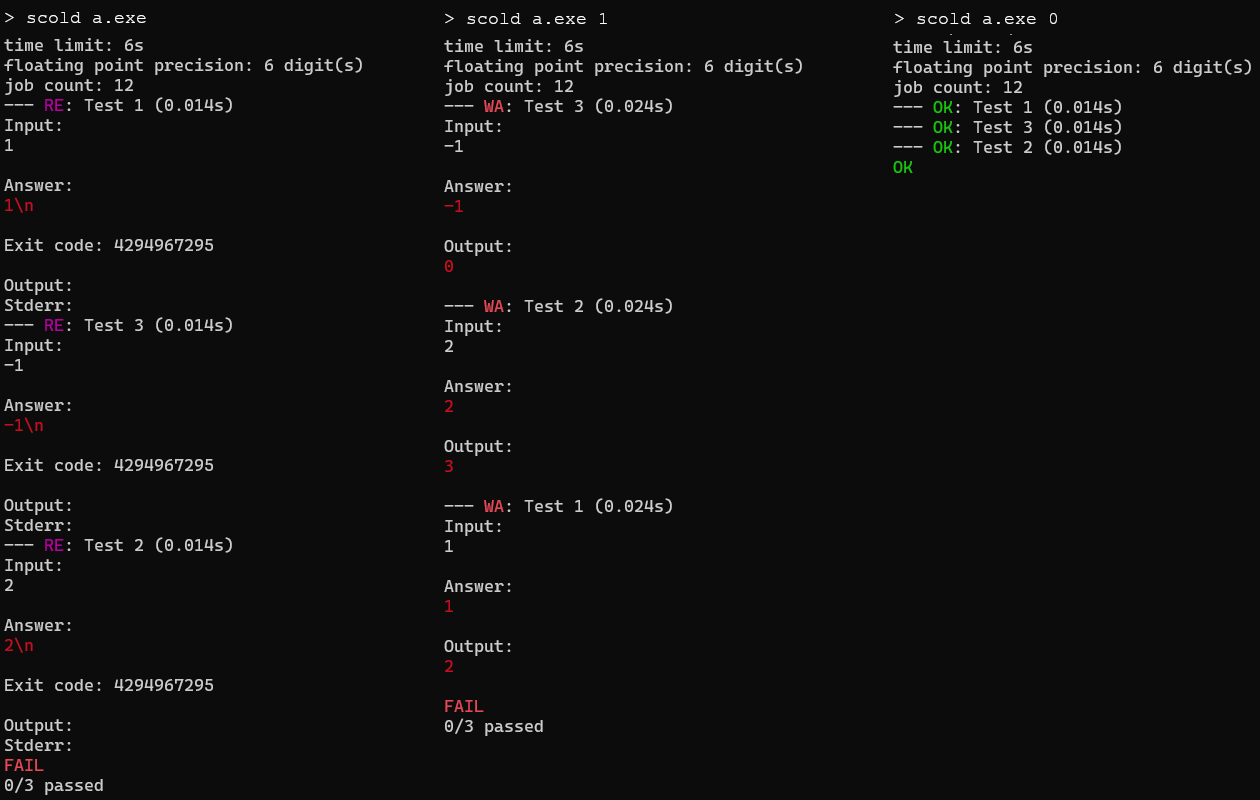 > scold a.exe
time limit: 6s
floating point precision: 6 digit(s)
job count: 12
--- RE: Test 1 (0.014s)
Input:
1
Answer:
1\n
Exit code: 4294967295
Output:
Stderr:
--- RE: Test 3 (0.014s)
Input:
-1
Answer:
-1\n
Exit code: 4294967295
Output:
Stderr:
--- RE: Test 2 (0.014s)
Input:
2
Answer:
2\n
Exit code: 4294967295
Output:
Stderr:
FAIL
0/3 passed
> scold a.exe 1
time limit: 6s
floating point precision: 6 digit(s)
job count: 12
--- WA: Test 3 (0.024s)
Input:
-1
Answer:
-1
Output:
0
--- WA: Test 2 (0.024s)
Input:
2
Answer:
2
Output:
3
--- WA: Test 1 (0.024s)
Input:
1
Answer:
1
Output:
2
FAIL
0/3 passed
> scold a.exe 0
time limit: 6s
floating point precision: 6 digit(s)
job count: 12
--- OK: Test 1 (0.014s)
--- OK: Test 3 (0.014s)
--- OK: Test 2 (0.014s)
OK